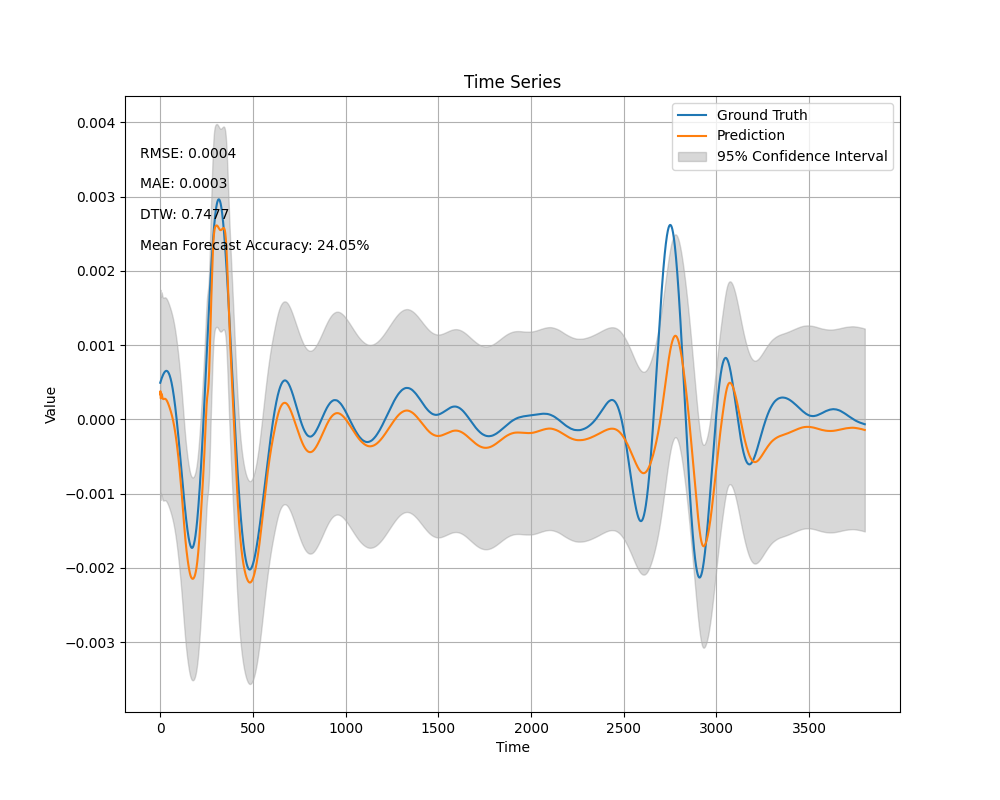 Time Series
Ground Truth
Prediction
95% Confidence Interval
RMSE: 0.0004
MAE: 0.0003
DTW: 0.7477
Mean Forecast Accuracy: 24.05%
0.004
0.003
0.002
0.001
0.000
−0.001
−0.002
−0.003
Value
0 500 1000 1500 2000 2500 3000 3500
Time